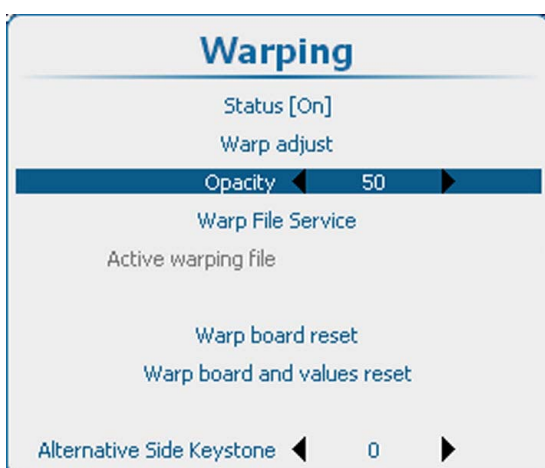 Warping
Status [On]
Warp adjust
Opacity 50
Warp File Service
Active warping file
Warp board reset
Warp board and values reset
Alternative Side Keystone 0